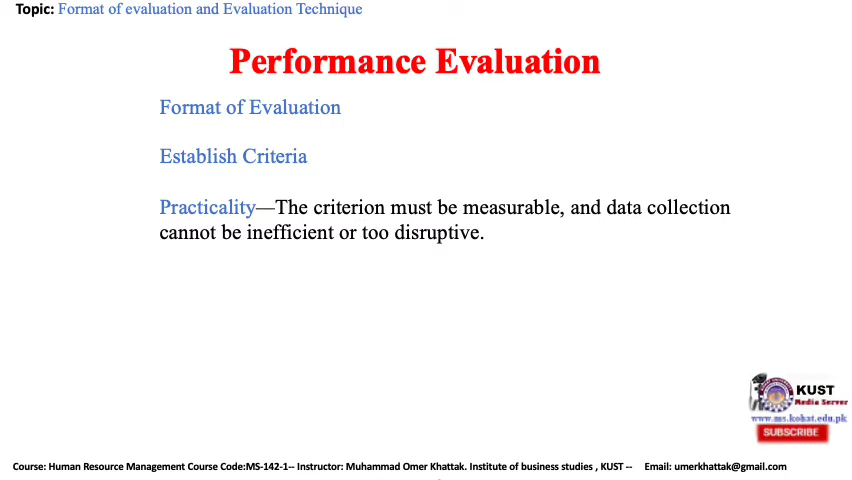 Topic: Format of evaluation and Evaluation Technique
Performance Evaluation
Format of Evaluation
Establish Criteria
Practicality—The criterion must be measurable, and data collection
cannot be inefficient or too disruptive.
KUST
Media Server
www.ms.kohat.edu.pk
SUBSCRIBE
Course: Human Resource Management Course Code:MS-142-1-- Instructor: Muhammad Omer Khattak. Institute of business studies , KUST -- Email: umerkhattak@gmail.com